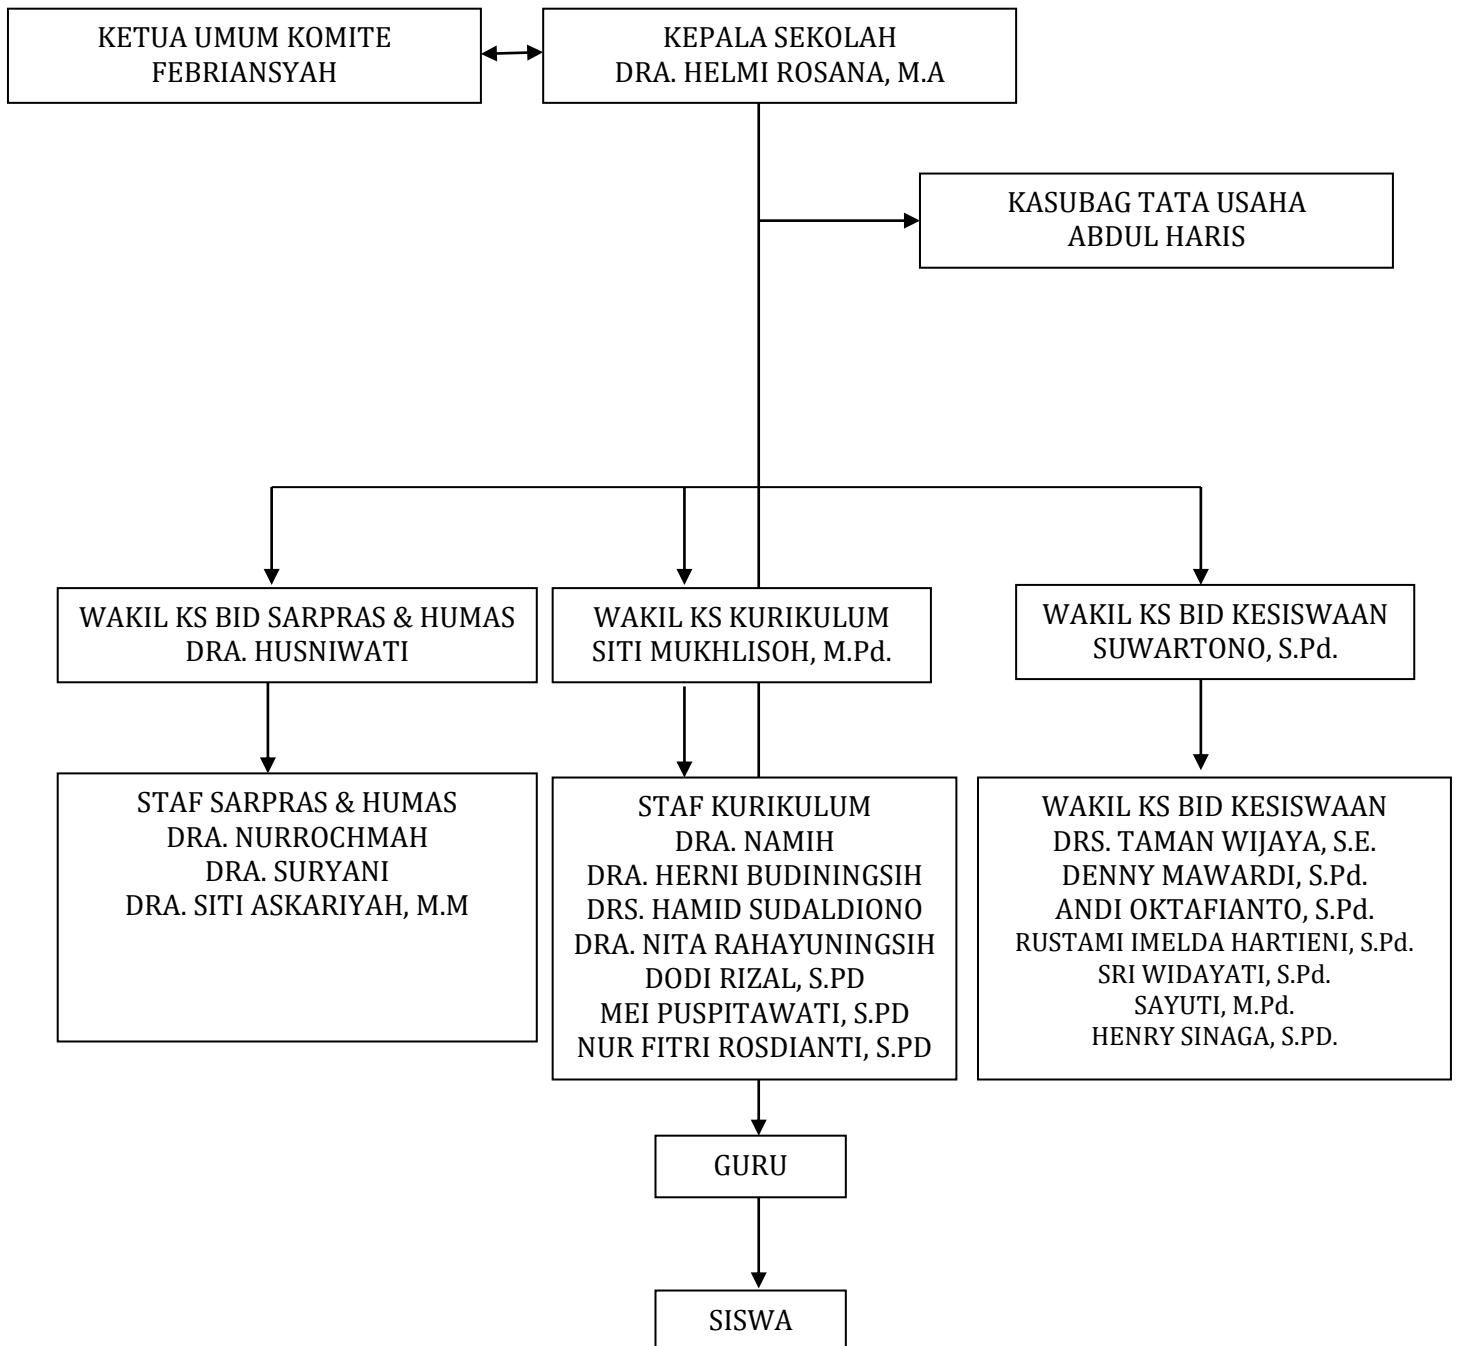 KETUA UMUM KOMITE
FEBRIANSYAH
KEPALA SEKOLAH
DRA. HELMI ROSANA, M.A
KASUBAG TATA USAHA
ABDUL HARIS
WAKIL KS BID SARPRAS & HUMAS
DRA. HUSNIWATI
WAKIL KS KURIKULUM
SITI MUKHLISOH, M.Pd.
WAKIL KS BID KESISWAAN
SUWARTONO, S.Pd.
STAF SARPRAS & HUMAS
DRA. NURROCHMAH
DRA. SURYANI
DRA. SITI ASKARIYAH, M.M
STAF KURIKULUM
DRA. NAMIH
DRA. HERNI BUDININGSIH
DRS. HAMID SUDALDIONO
DRA. NITA RAHAYUNINGSIH
DODI RIZAL, S.PD
MEI PUSPITAWATI, S.PD
NUR FITRI ROSDIANTI, S.PD
WAKIL KS BID KESISWAAN
DRS. TAMAN WIJAYA, S.E.
DENNY MAWARDI, S.Pd.
ANDI OKTAFIANTO, S.Pd.
RUSTAMI IMELDA HARTIENI, S.Pd.
SRI WIDAYATI, S.Pd.
SAYUTI, M.Pd.
HENRY SINAGA, S.PD.
GURU
SISWA